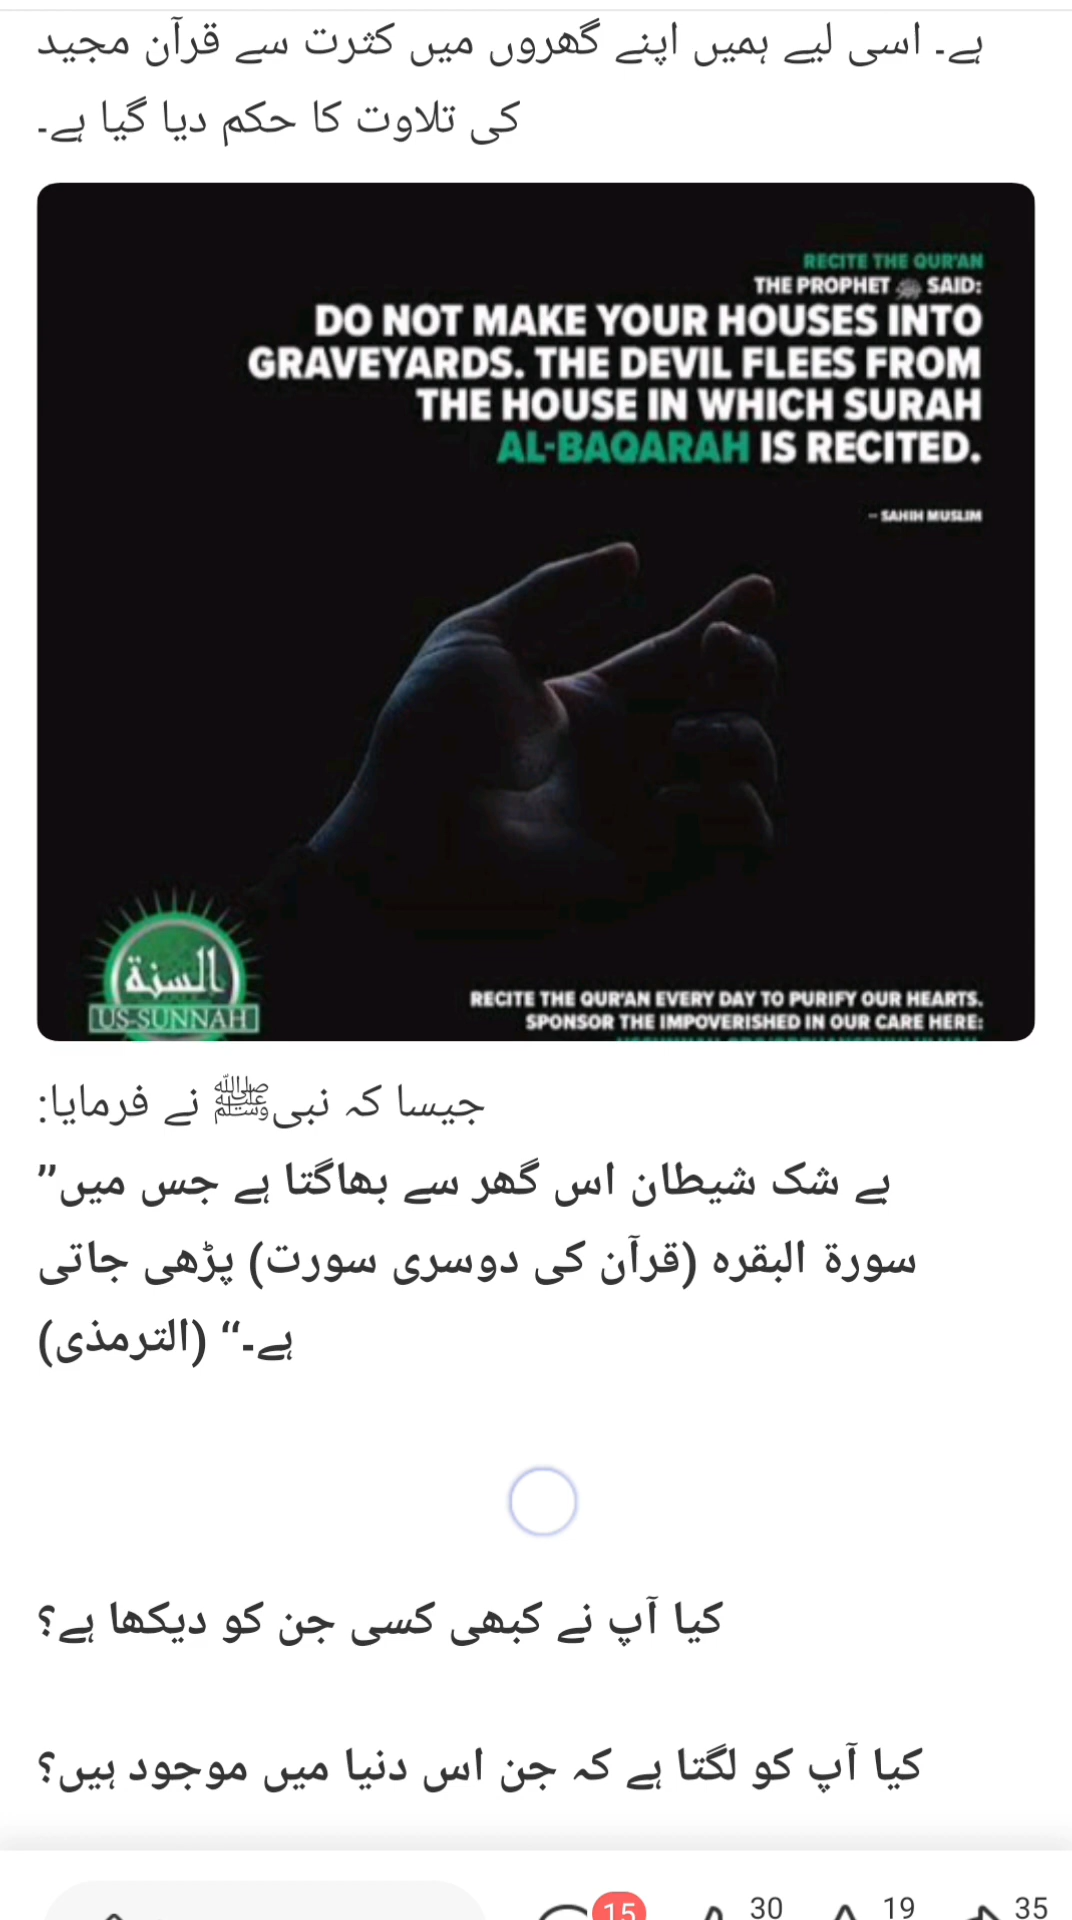 ہے۔ اسی لیے ہمیں اپنے گھروں میں کثرت سے قرآن مجید
کی تلاوت کا حکم دیا گیا ہے۔
RECITE THE QUR'AN
THE PROPHET ﷺ SAID:
DO NOT MAKE YOUR HOUSES INTO
GRAVEYARDS. THE DEVIL FLEES FROM
THE HOUSE IN WHICH SURAH
AL-BAQARAH IS RECITED.
- SAHIH MUSLIM
السنة
US-SUNNAH
RECITE THE QUR'AN EVERY DAY TO PURIFY OUR HEARTS.
SPONSOR THE IMPOVERISHED IN OUR CARE HERE:
جیسا کہ نبیﷺ نے فرمایا:
بے شک شیطان اس گھر سے بھاگتا ہے جس میں”
سورۃ البقرہ (قرآن کی دوسری سورت) پڑھی جاتی
ہے۔“ (الترمذی)
کیا آپ نے کبھی کسی جن کو دیکھا ہے؟
کیا آپ کو لگتا ہے کہ جن اس دنیا میں موجود ہیں؟
15 30 19 35